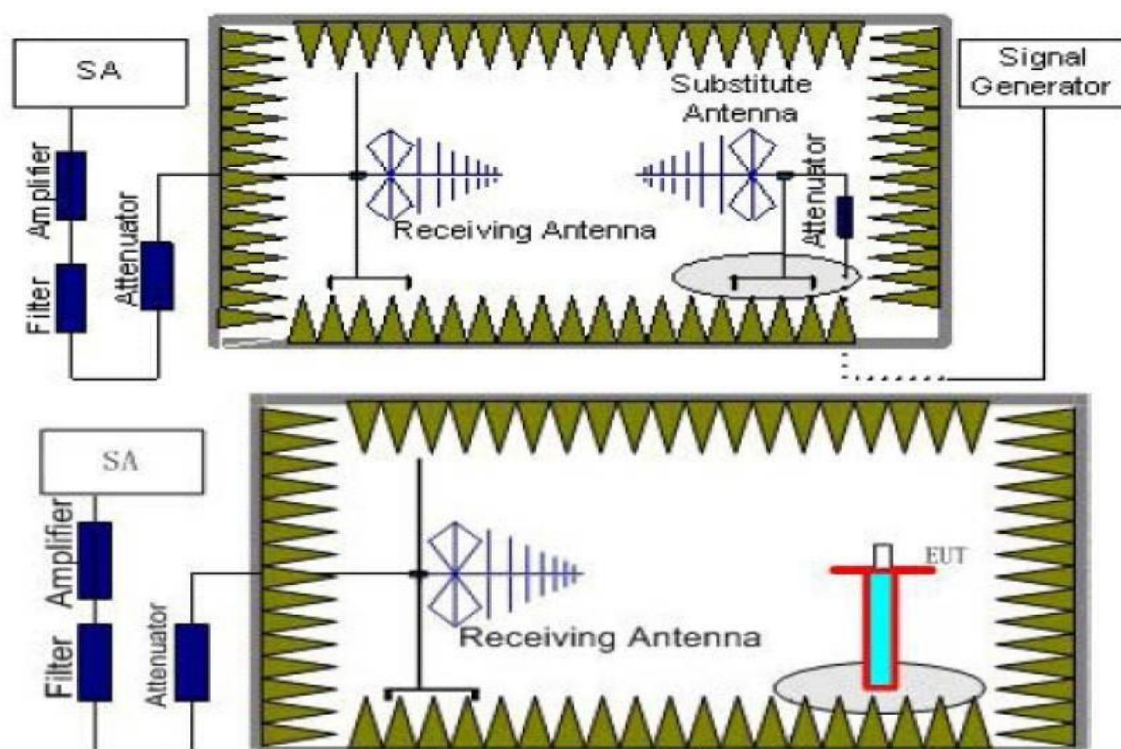 SA
Signal
Generator
Substitute
Antenna
Amplifier
Attenuator
Filter
Receiving Antenna
Attenuator
SA
Amplifier
EUT
Filter
Attenuator
Receiving Antenna